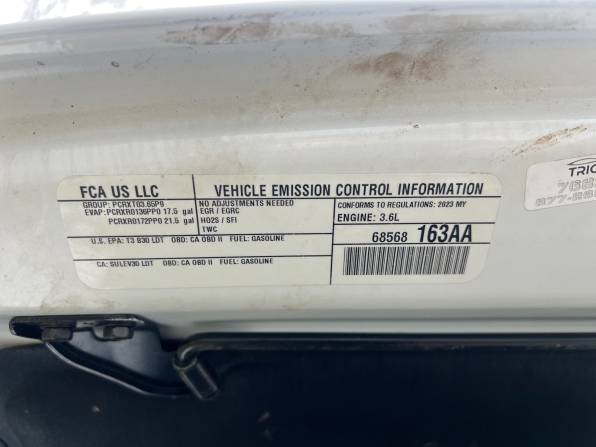 FCA US LLC
VEHICLE EMISSION CONTROL INFORMATION
GROUP: PCRXT03.65P9
EVAP: PCRXR0136PP0 17.5 gal
PCRXR0172PP0 21.5 gal
NO ADJUSTMENTS NEEDED
EGR / EGRC
HO2S / SFI
TWC
CONFORMS TO REGULATIONS: 2023 MY
ENGINE: 3.6L
U.S. EPA: T3 B30 LDT OBD: CA OBD II FUEL: GASOLINE
CA: SULEV30 LDT OBD: CA OBD II FUEL: GASOLINE
68568 163AA
TRIC